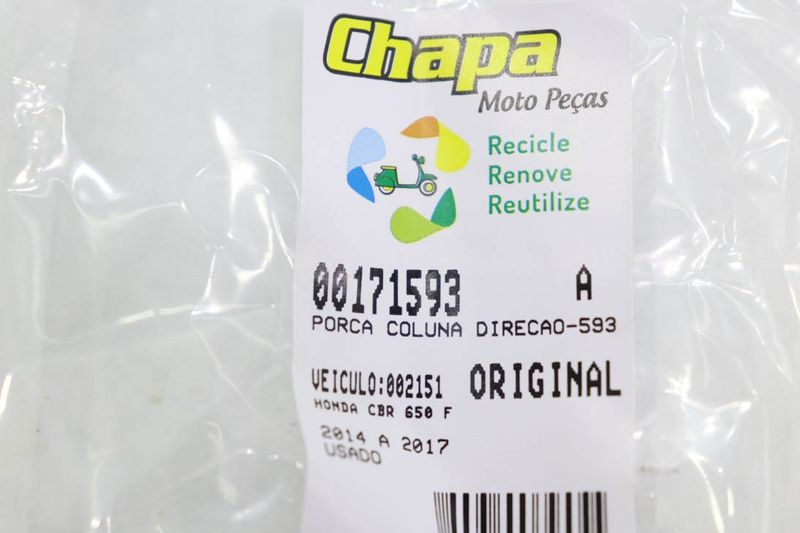 Chapa
Moto Peças
Recicle
Renove
Reutilize
00171593 A
PORCA COLUNA DIRECAO-593
VEICULO:002151 ORIGINAL
HONDA CBR 650 F
2014 A 2017
USADO